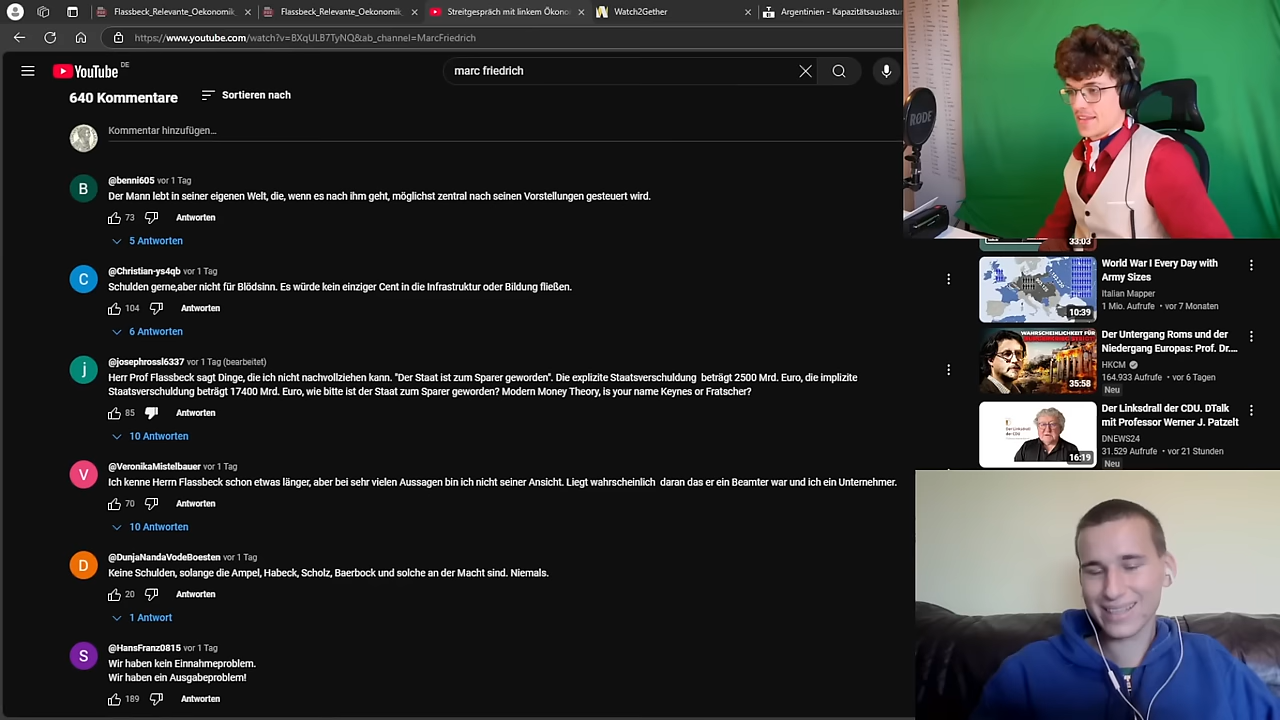 Flassbeck_Relevante_Oekonomik_
Flassbeck_Relevante_Oekonomik_
Streitgespräch mit linkem Ökono
Watch2Gether
Argentinien - Kapazitätsauslastu
ab_channel=MarcFriedrich
YouTube DE
marc friedrich
640 Kommentare
Sortieren nach
Kommentar hinzufügen...
B
@benni605 vor 1 Tag
Der Mann lebt in seiner eigenen Welt, die, wenn es nach ihm geht, möglichst zentral nach seinen Vorstellungen gesteuert wird.
73 Antworten
5 Antworten
C
@Christian-ys4qb vor 1 Tag
Schulden gerne,aber nicht für Blödsinn. Es würde kein einziger Cent in die Infrastruktur oder Bildung fließen.
104 Antworten
6 Antworten
j
@josephrossl6337 vor 1 Tag (bearbeitet)
Herr Prof Flassbeck sagt Dinge, die ich nicht nachvollziehen kann. "Der Staat ist zum Sparer geworden". Die explizite Staatsverschuldung beträgt 2500 Mrd. Euro, die implizite
Staatsverschuldung beträgt 17400 Mrd. Euro, wie bitte ist der Staat zum Sparer geworden? Modern Money Theory, is your name Keynes or Fratscher?
85 Antworten
10 Antworten
V
@VeronikaMistelbauer vor 1 Tag
Ich kenne Herrn Flassbeck schon etwas länger, aber bei sehr vielen Aussagen bin ich nicht seiner Ansicht. Liegt wahrscheinlich daran das er ein Beamter war und ich ein Unternehmer.
70 Antworten
10 Antworten
D
@DunjaNandaVodeBoesten vor 1 Tag
Keine Schulden, solange die Ampel, Habeck, Scholz, Baerbock und solche an der Macht sind. Niemals.
20 Antworten
1 Antwort
S
@HansFranz0815 vor 1 Tag
Wir haben kein Einnahmeproblem.
Wir haben ein Ausgabeproblem!
189 Antworten
RODE
33:03
World War I Every Day with
Army Sizes
Italian Mapper
1 Mio. Aufrufe • vor 7 Monaten
10:39
Der Untergang Roms und der
Niedergang Europas: Prof. Dr....
HKCM
164.933 Aufrufe • vor 6 Tagen
Neu
35:58
Der Linksdrall der CDU. DTalk
mit Professor Werner J. Patzelt
DNEWS24
31.529 Aufrufe • vor 21 Stunden
Neu
16:19